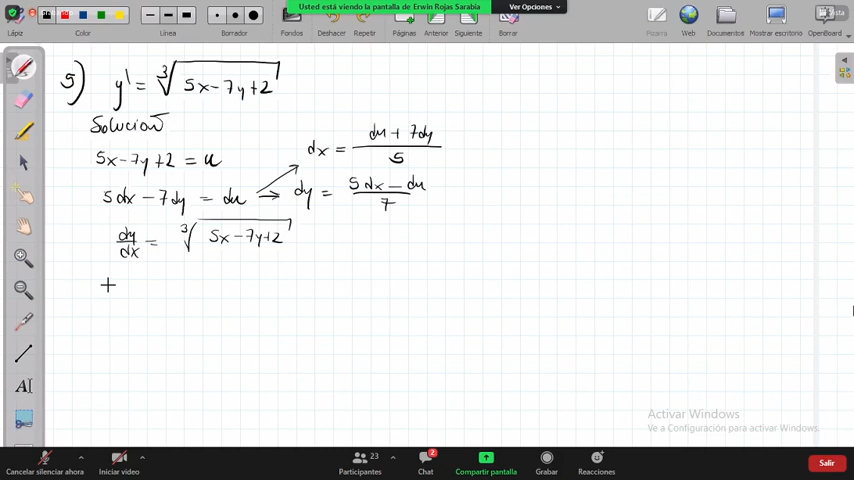 Usted está viendo la pantalla de Erwin Rojas Sarabia Ver Opciones
Lápiz Color Línea Borrador Fondos Deshacer Repetir Páginas Anterior Siguiente Borrar Pizarra Web Documentos Mostrar escritorio OpenBoard
5) y' = ∛(5x-7y+2)
Solucion
5x-7y+2 = u
dx = (du + 7dy)/5
5dx - 7dy = du ⇒ dy = (5dx - du)/7
dy/dx = ∛(5x-7y+2)
+
AI
Activar Windows
Ve a Configuración para activar Windows.
Cancelar silenciar ahora Iniciar video Participantes 23 Chat 2 Compartir pantalla Grabar Reacciones Salir